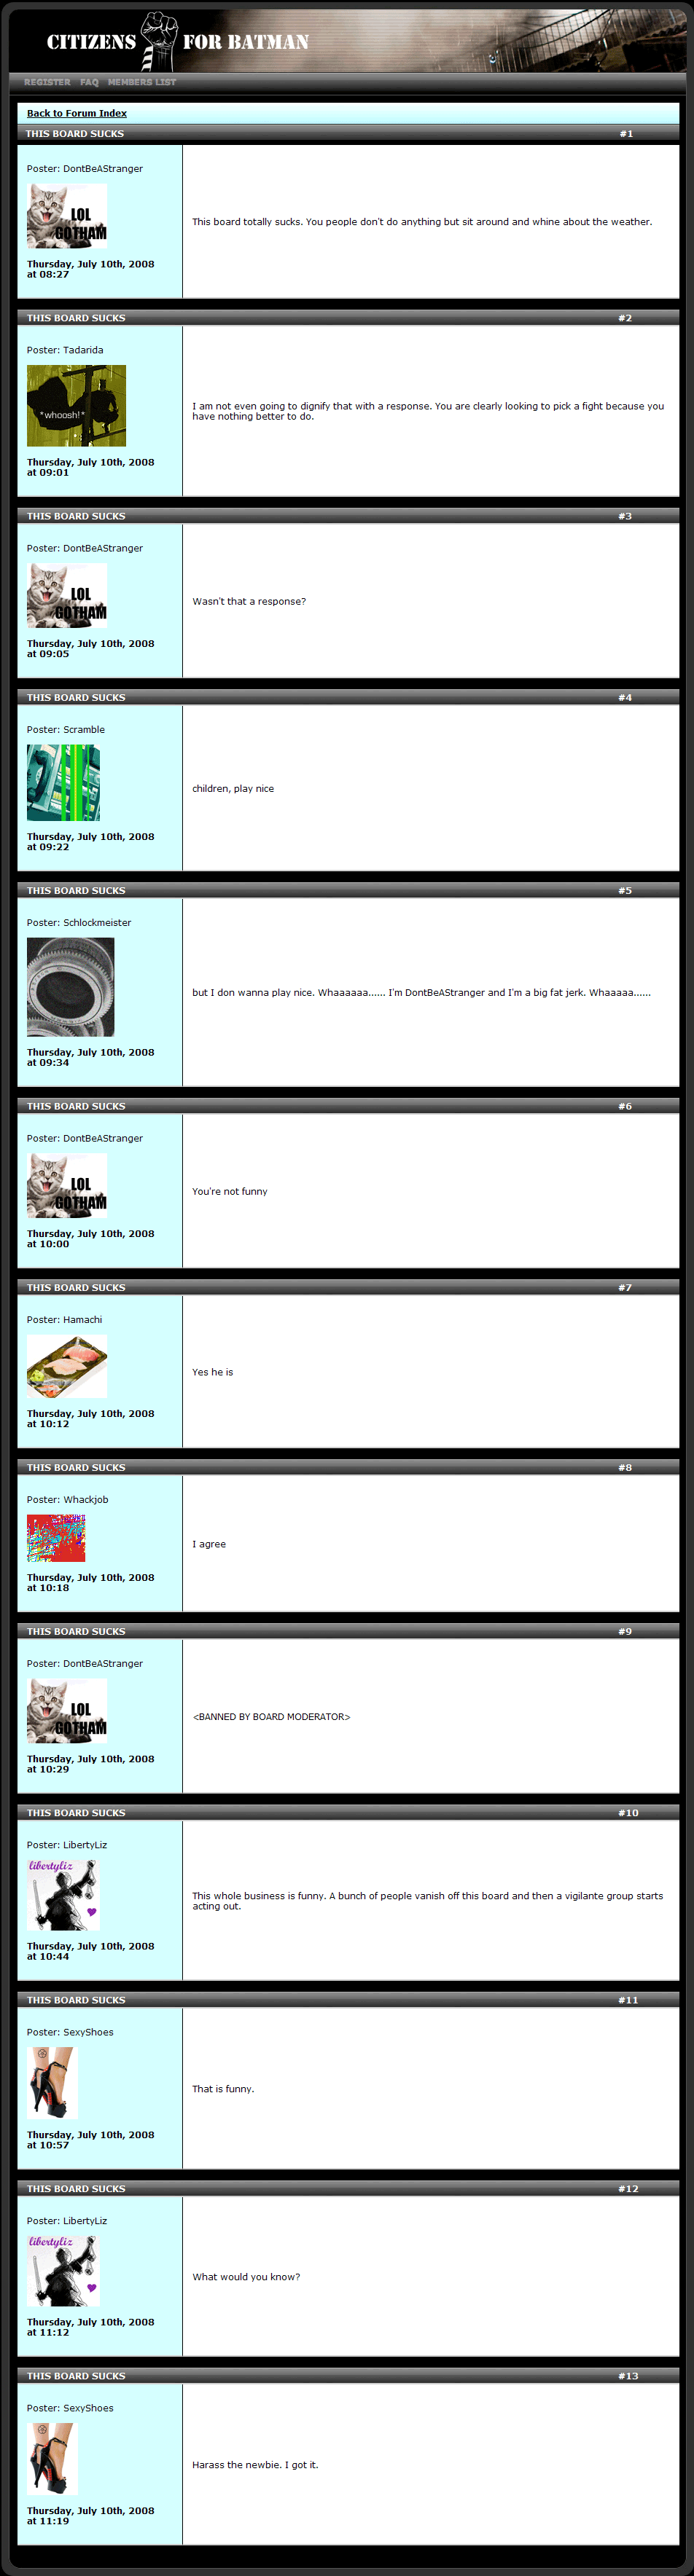 CITIZENS FOR BATMAN
REGISTER FAQ MEMBERS LIST
Back to Forum Index
THIS BOARD SUCKS #1
Poster: DontBeAStranger
LOL
GOTHAM
Thursday, July 10th, 2008
at 08:27
This board totally sucks. You people don't do anything but sit around and whine about the weather.
THIS BOARD SUCKS #2
Poster: Tadarida
*whoosh!*
Thursday, July 10th, 2008
at 09:01
I am not even going to dignify that with a response. You are clearly looking to pick a fight because you
have nothing better to do.
THIS BOARD SUCKS #3
Poster: DontBeAStranger
LOL
GOTHAM
Thursday, July 10th, 2008
at 09:05
Wasn't that a response?
THIS BOARD SUCKS #4
Poster: Scramble
Thursday, July 10th, 2008
at 09:22
children, play nice
THIS BOARD SUCKS #5
Poster: Schlockmeister
Thursday, July 10th, 2008
at 09:34
but I don wanna play nice. Whaaaaaa...... I'm DontBeAStranger and I'm a big fat jerk. Whaaaaa......
THIS BOARD SUCKS #6
Poster: DontBeAStranger
LOL
GOTHAM
Thursday, July 10th, 2008
at 10:00
You're not funny
THIS BOARD SUCKS #7
Poster: Hamachi
Thursday, July 10th, 2008
at 10:12
Yes he is
THIS BOARD SUCKS #8
Poster: Whackjob
Thursday, July 10th, 2008
at 10:18
I agree
THIS BOARD SUCKS #9
Poster: DontBeAStranger
LOL
GOTHAM
Thursday, July 10th, 2008
at 10:29
<BANNED BY BOARD MODERATOR>
THIS BOARD SUCKS #10
Poster: LibertyLiz
libertyliz
Thursday, July 10th, 2008
at 10:44
This whole business is funny. A bunch of people vanish off this board and then a vigilante group starts
acting out.
THIS BOARD SUCKS #11
Poster: SexyShoes
Thursday, July 10th, 2008
at 10:57
That is funny.
THIS BOARD SUCKS #12
Poster: LibertyLiz
libertyliz
Thursday, July 10th, 2008
at 11:12
What would you know?
THIS BOARD SUCKS #13
Poster: SexyShoes
Thursday, July 10th, 2008
at 11:19
Harass the newbie. I got it.